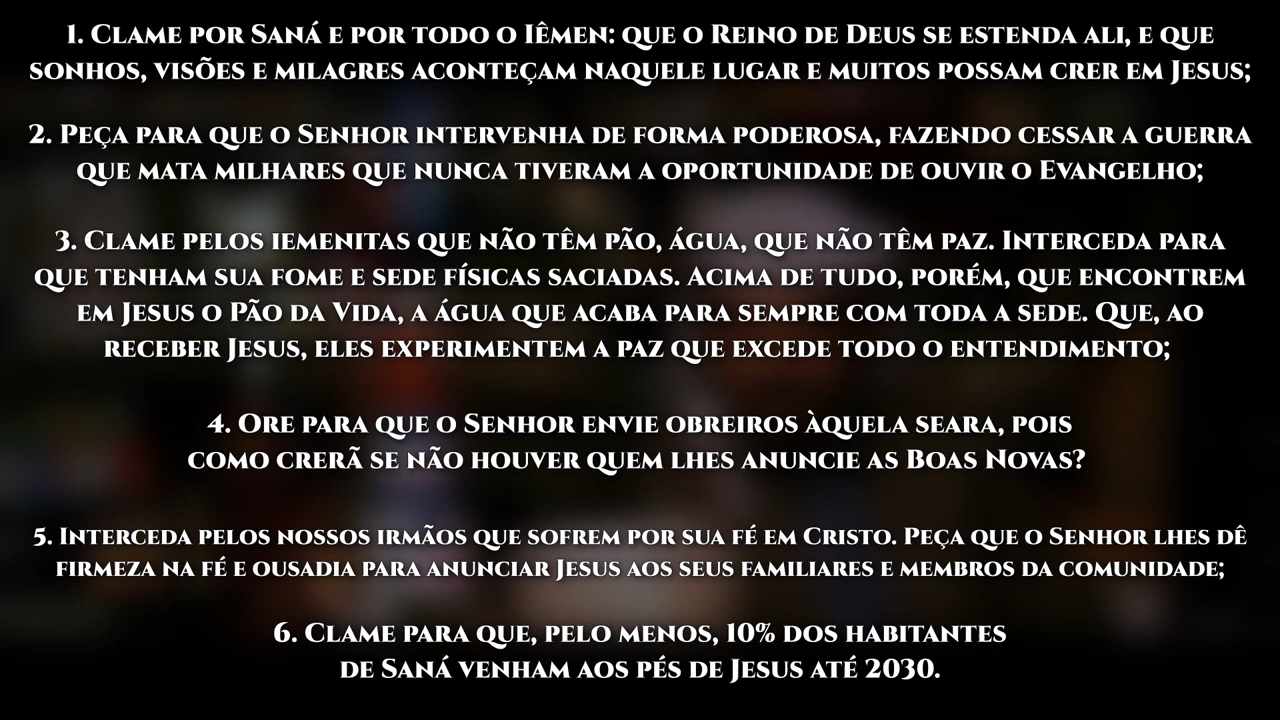 1. Clame por Saná e por todo o Iêmen: que o Reino de Deus se estenda ali, e que
sonhos, visões e milagres aconteçam naquele lugar e muitos possam crer em Jesus;
2. Peça para que o Senhor intervenha de forma poderosa, fazendo cessar a guerra
que mata milhares que nunca tiveram a oportunidade de ouvir o Evangelho;
3. Clame pelos iemenitas que não têm pão, água, que não têm paz. Interceda para
que tenham sua fome e sede físicas saciadas. Acima de tudo, porém, que encontrem
em Jesus o Pão da Vida, a água que acaba para sempre com toda a sede. Que, ao
receber Jesus, eles experimentem a paz que excede todo o entendimento;
4. Ore para que o Senhor envie obreiros àquela seara, pois
como crerã se não houver quem lhes anuncie as Boas Novas?
5. Interceda pelos nossos irmãos que sofrem por sua fé em Cristo. Peça que o Senhor lhes dê
firmeza na fé e ousadia para anunciar Jesus aos seus familiares e membros da comunidade;
6. Clame para que, pelo menos, 10% dos habitantes
de Saná venham aos pés de Jesus até 2030.